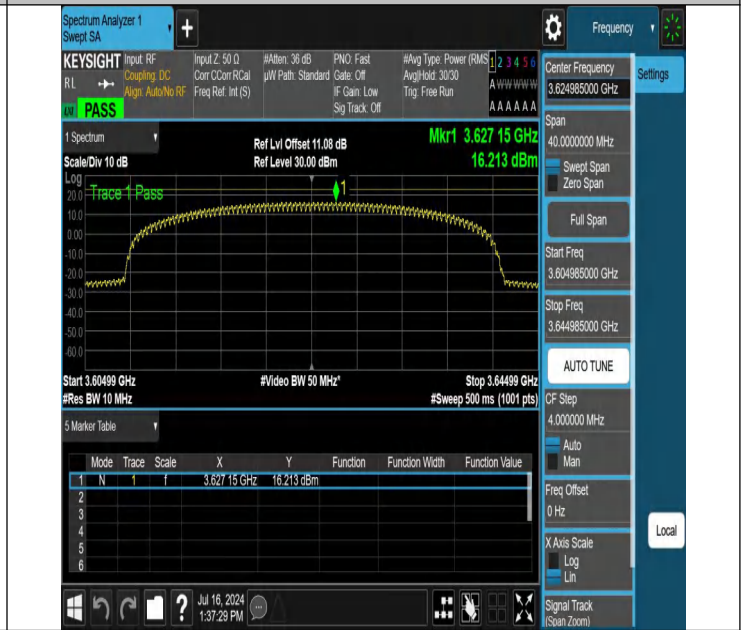 Spectrum Analyzer 1
Swept SA
+
Frequency
KEYSIGHT
RL
PASS
Input: RF
Coupling: DC
Align: Auto/No RF
Input Z: 50 Ω
Corr CCorr RCal
Freq Ref: Int (S)
#Atten: 36 dB
µW Path: Standard
PNO: Fast
Gate: Off
IF Gain: Low
Sig Track: Off
#Avg Type: Power (RMS
Avg|Hold: 30/30
Trig: Free Run
1 2 3 4 5 6
A W W W W W
A A A A A A
Center Frequency
3.624985000 GHz
Settings
Span
40.0000000 MHz
Swept Span
Zero Span
Full Span
Start Freq
3.604985000 GHz
Stop Freq
3.644985000 GHz
AUTO TUNE
CF Step
4.000000 MHz
Auto
Man
Freq Offset
0 Hz
X Axis Scale
Log
Lin
Signal Track
(Span Zoom)
Local
1 Spectrum
Scale/Div 10 dB
Ref Lvl Offset 11.08 dB
Ref Level 30.00 dBm
Mkr1 3.627 15 GHz
16.213 dBm
Log
Trace 1 Pass
1
20.0
10.0
0.00
-10.0
-20.0
-30.0
-40.0
-50.0
-60.0
Start 3.60499 GHz
#Video BW 50 MHz*
Stop 3.64499 GHz
#Res BW 10 MHz
#Sweep 500 ms (1001 pts)
5 Marker Table
Mode Trace Scale X Y Function Function Width Function Value
1 N 1 f 3.627 15 GHz 16.213 dBm
2
3
4
5
6
?
Jul 16, 2024
1:37:29 PM